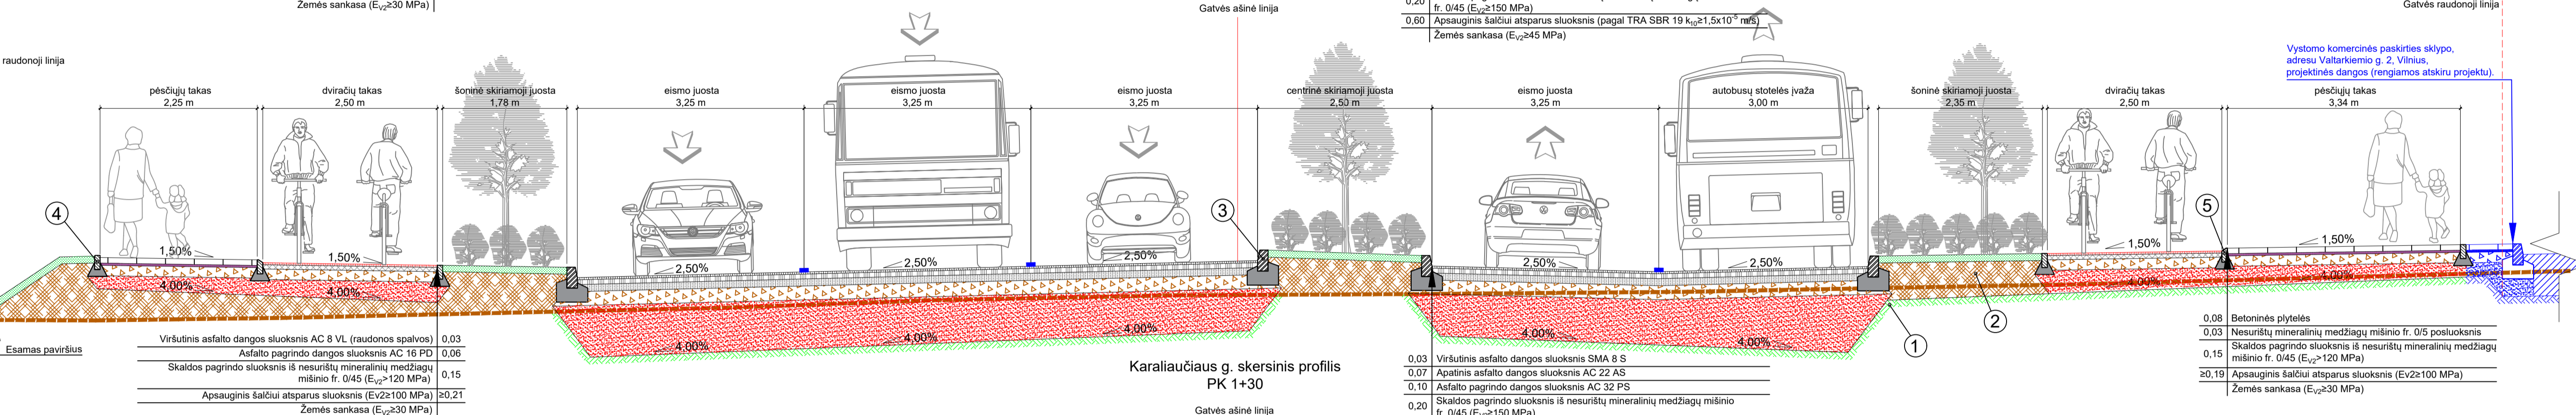 Žemės sankasa (EV2≥30 MPa)
Gatvės ašinė linija
0,20
fr. 0/45 (EV2≥150 MPa)
0,60 Apsauginis šalčiui atsparus sluoksnis (pagal TRA SBR 19 k10≥1,5x10-5 m/s)
Žemės sankasa (EV2≥45 MPa)
Gatvės raudonoji linija
raudonoji linija
Vystomo komercinės paskirties sklypo,
adresu Valtarkiemio g. 2, Vilnius,
projektinės dangos (rengiamos atskiru projektu).
pėsčiųjų takas
2,25 m
dviračių takas
2,50 m
šoninė skiriamoji juosta
1,78 m
eismo juosta
3,25 m
eismo juosta
3,25 m
eismo juosta
3,25 m
centrinė skiriamoji juosta
2,50 m
eismo juosta
3,25 m
autobusų stotelės įvaža
3,00 m
šoninė skiriamoji juosta
2,35 m
dviračių takas
2,50 m
pėsčiųjų takas
3,34 m
4
3
5
1,50%
1,50%
2,50%
2,50%
2,50%
2,50%
2,50%
1,50%
1,50%
4,00%
4,00%
4,00%
4,00%
4,00%
4,00%
4,00%
4,00%
4,00%
2
1
Esamas paviršius
Viršutinis asfalto dangos sluoksnis AC 8 VL (raudonos spalvos) 0,03
Asfalto pagrindo dangos sluoksnis AC 16 PD 0,06
Skaldos pagrindo sluoksnis iš nesurištų mineralinių medžiagų
mišinio fr. 0/45 (EV2>120 MPa) 0,15
Apsauginis šalčiui atsparus sluoksnis (Ev2≥100 MPa) ≥0,21
Žemės sankasa (EV2≥30 MPa)
Karaliaučiaus g. skersinis profilis
PK 1+30
Gatvės ašinė linija
0,03 Viršutinis asfalto dangos sluoksnis SMA 8 S
0,07 Apatinis asfalto dangos sluoksnis AC 22 AS
0,10 Asfalto pagrindo dangos sluoksnis AC 32 PS
0,20 Skaldos pagrindo sluoksnis iš nesurištų mineralinių medžiagų mišinio
fr. 0/45 (EV2≥150 MPa)
0,08 Betoninės plytelės
0,03 Nesurištų mineralinių medžiagų mišinio fr. 0/5 posluoksnis
0,15 Skaldos pagrindo sluoksnis iš nesurištų mineralinių medžiagų
mišinio fr. 0/45 (EV2>120 MPa)
≥0,19 Apsauginis šalčiui atsparus sluoksnis (Ev2≥100 MPa)
Žemės sankasa (EV2≥30 MPa)